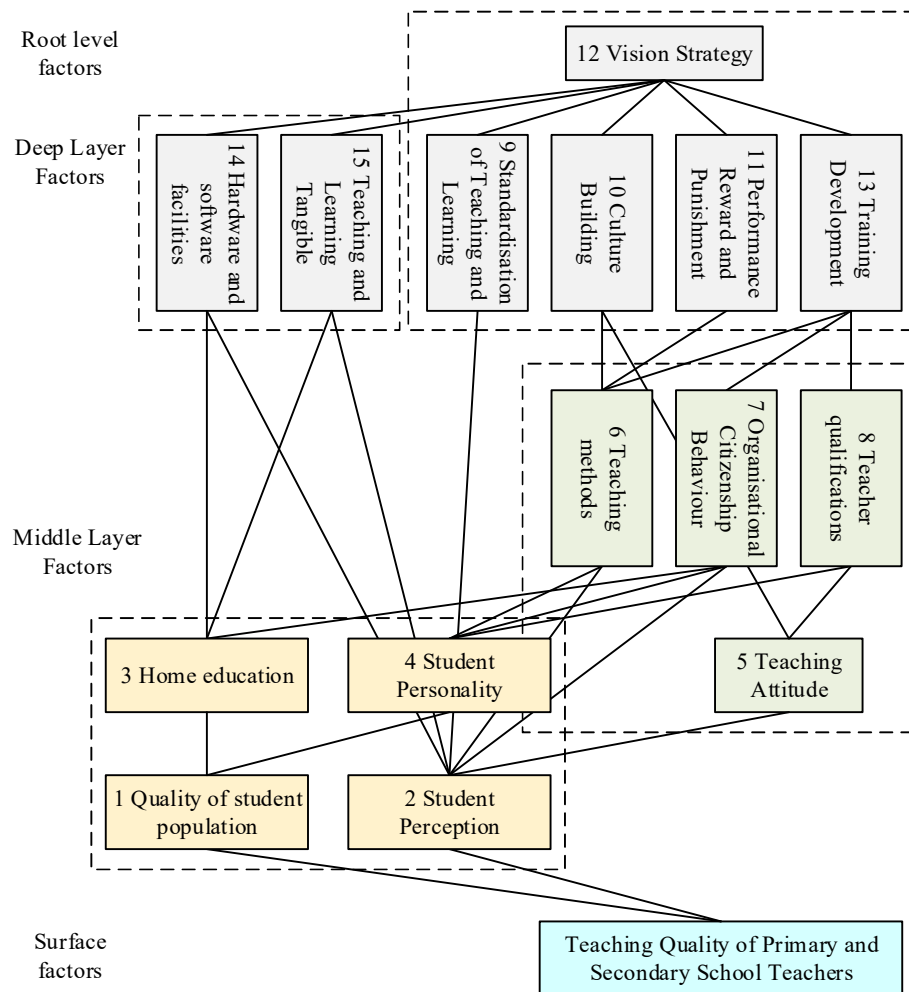 Root level
factors
12 Vision Strategy
Deep Layer
Factors
14 Hardware and
software
facilities
15 Teaching and
Learning
Tangible
9 Standardisation
of Teaching and
Learning
10 Culture
Building
11 Performance
Reward and
Punishment
13 Training
Development
6 Teaching
methods
7 Organisational
Citizenship
Behaviour
8 Teacher
qualifications
Middle Layer
Factors
3 Home education
4 Student
Personality
5 Teaching
Attitude
1 Quality of student
population
2 Student
Perception
Surface
factors
Teaching Quality of Primary and
Secondary School Teachers